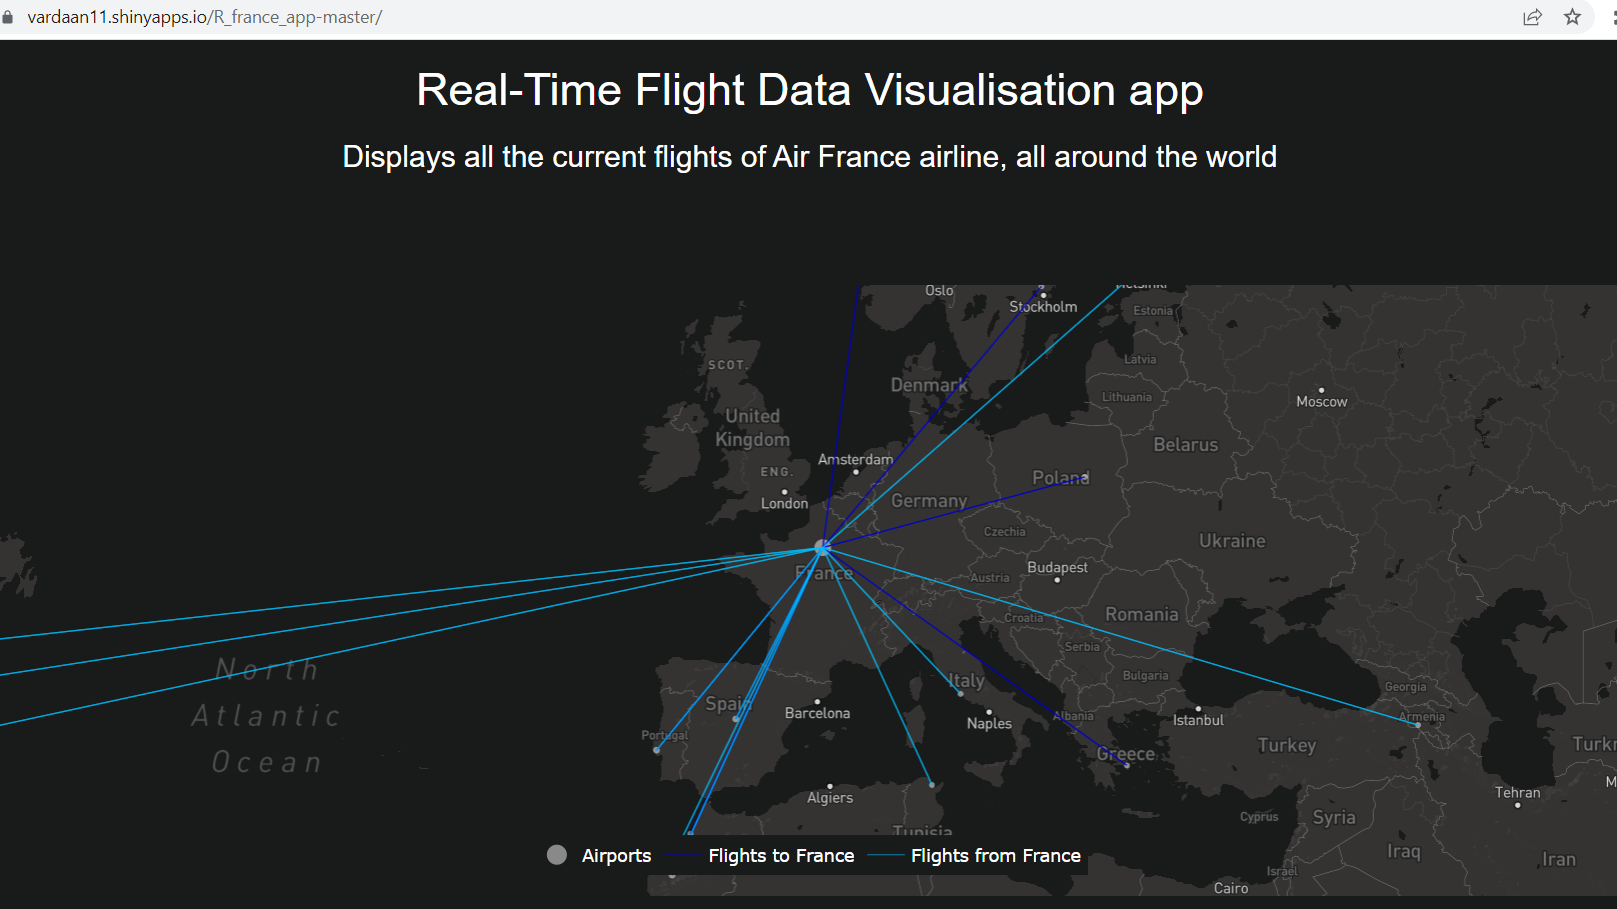 vardaan11.shinyapps.io/R_france_app-master/
Real-Time Flight Data Visualisation app
Displays all the current flights of Air France airline, all around the world
Oslo
Stockholm
Helsinki
Estonia
SCOT.
Latvia
Denmark
Lithuania
Moscow
United
Kingdom
Belarus
Amsterdam
ENG.
Poland
London
Germany
Czechia
Ukraine
France
Budapest
Austria
Romania
Croatia
Serbia
North
Atlantic
Ocean
Italy
Bulgaria
Georgia
Spain
Barcelona
Naples
Albania
Istanbul
Armenia
Portugal
Greece
Turkey
Algiers
Tehran
Cyprus
Syria
Tunisia
Airports
Flights to France
Flights from France
Iraq
Iran
Israel
Cairo